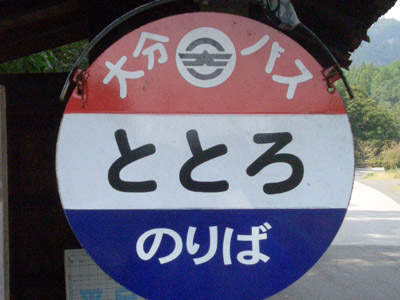 大分バス
ととろ
のりば